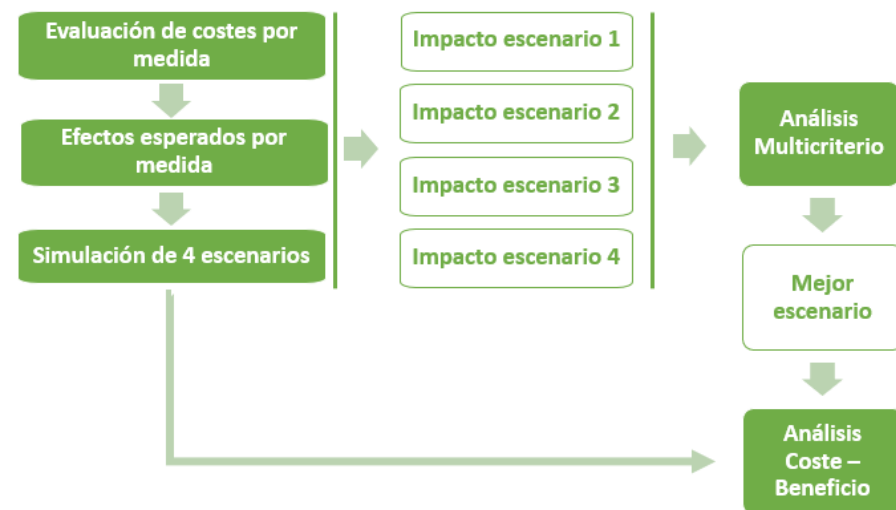 Evaluación de costes por
medida
Efectos esperados por
medida
Simulación de 4 escenarios
Impacto escenario 1
Impacto escenario 2
Impacto escenario 3
Impacto escenario 4
Análisis
Multicriterio
Mejor
escenario
Análisis
Coste –
Beneficio